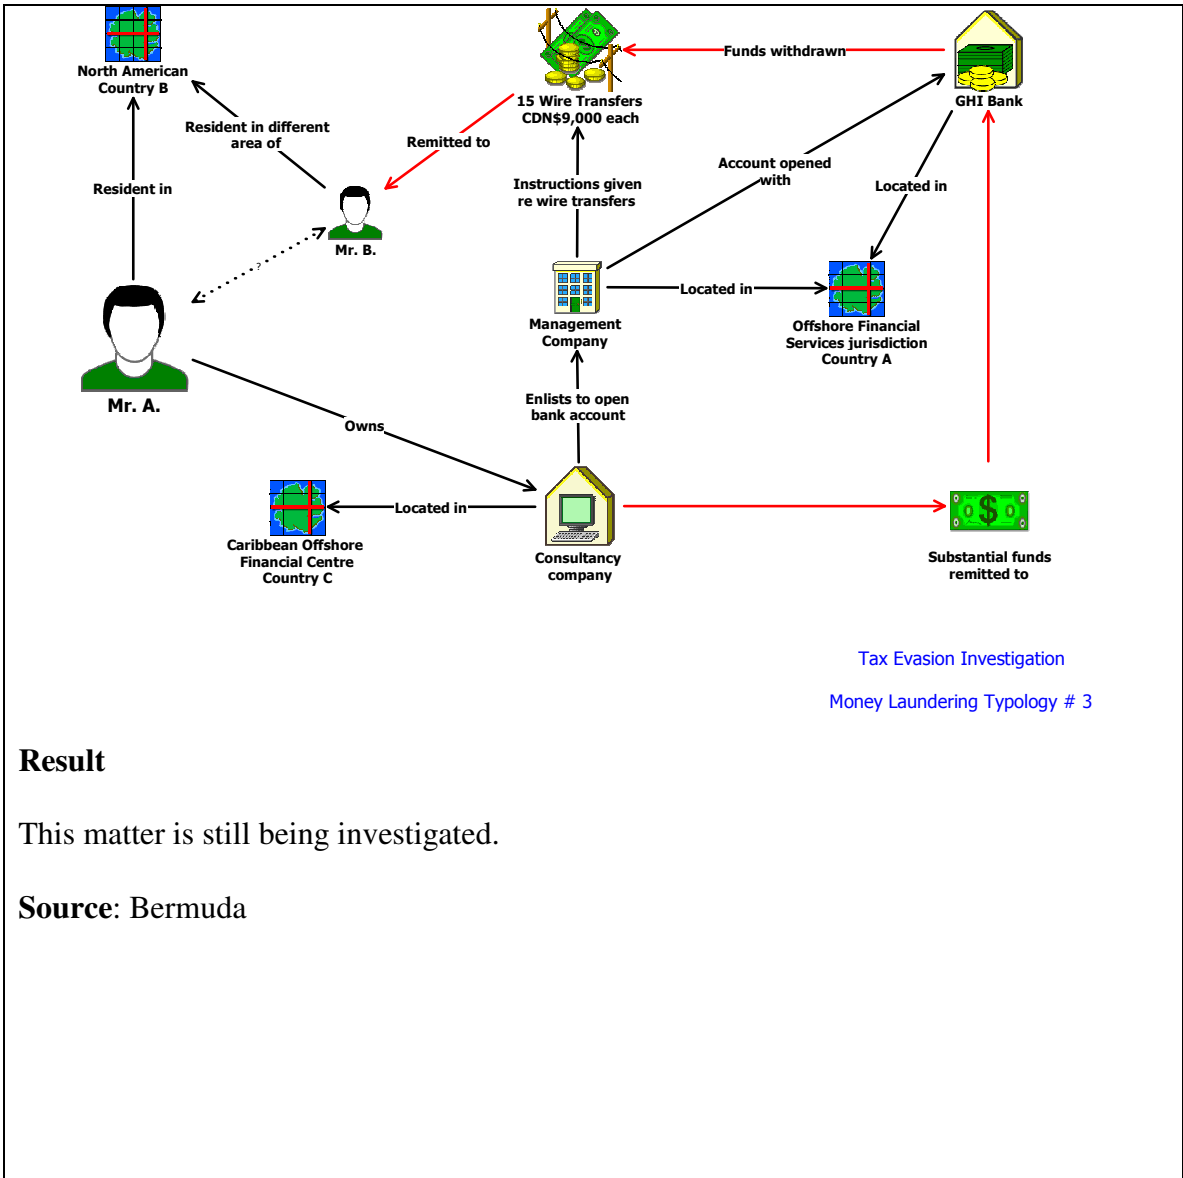 North American
Country B
15 Wire Transfers
CDN$9,000 each
Funds withdrawn
GHI Bank
Resident in different
area of
Remitted to
Resident in
Instructions given
re wire transfers
Account opened
with
Located in
Mr. B.
?
Located in
Management
Company
Offshore Financial
Services jurisdiction
Country A
Mr. A.
Enlists to open
bank account
Owns
Located in
Caribbean Offshore
Financial Centre
Country C
Consultancy
company
Substantial funds
remitted to
Tax Evasion Investigation
Money Laundering Typology # 3
Result
This matter is still being investigated.
Source: Bermuda